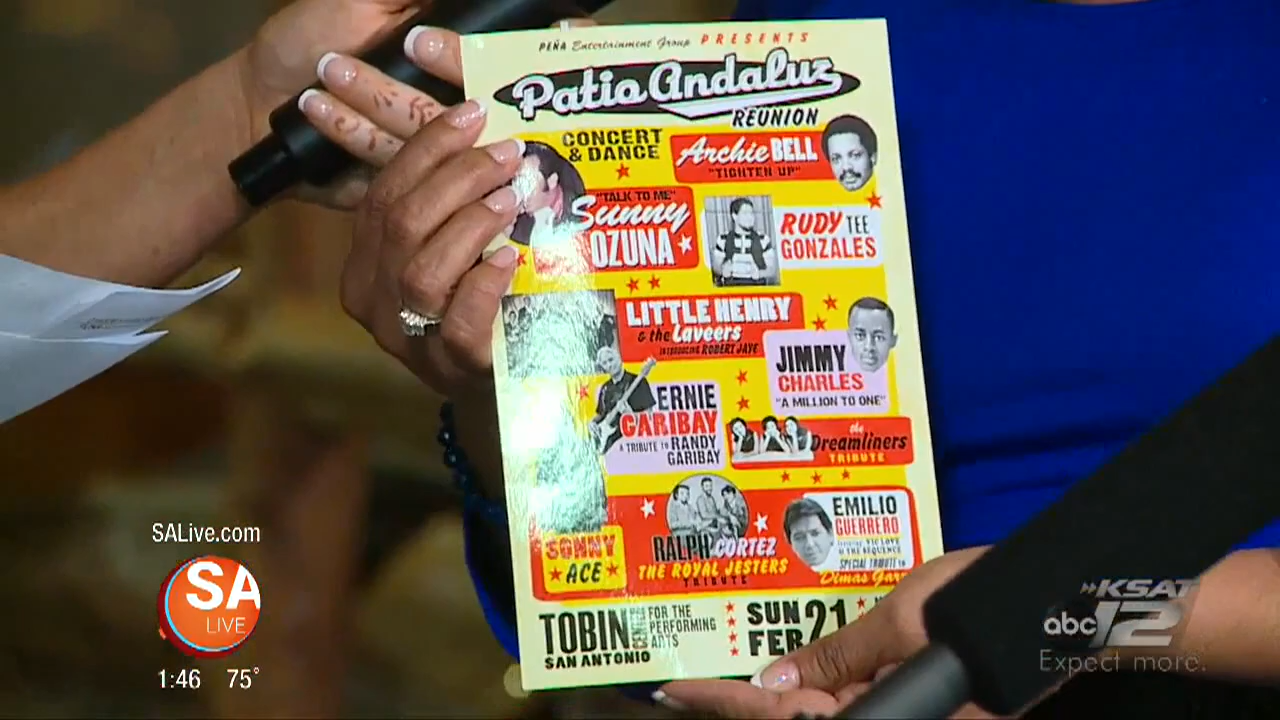 PEÑA Entertainment Group PRESENTS
Patio Andaluz
REUNION
CONCERT
& DANCE
Archie BELL
"TIGHTEN UP"
"TALK TO ME"
Sunny
OZUNA
RUDY TEE
GONZALES
LITTLE HENRY
& the Laveers
INTRODUCING ROBERT JAYE
JIMMY
CHARLES
"A MILLION TO ONE"
ERNIE
GARIBAY
A TRIBUTE TO RANDY
GARIBAY
the
Dreamliners
TRIBUTE
EMILIO
GUERRERO
SPECIAL TRIBUTE TO
Dimas
SONNY
ACE
RALPH CORTEZ
THE ROYAL JESTERS
TRIBUTE
TOBIN
FOR THE
PERFORMING
ARTS
SAN ANTONIO
SUN
FEB 21
SALive.com
SA
LIVE
1:46 75°
KSAT
abc 12
Expect more.